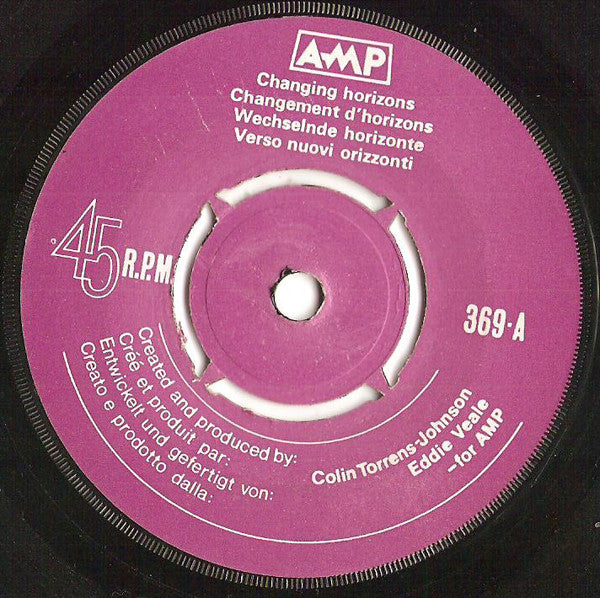 AMP
Changing horizons
Changement d'horizons
Wechselnde horizonte
Verso nuovi orizzonti
45 R.P.M.
369·A
Created and produced by:
Crée et produit par:
Entwickelt und gefertigt von:
Creato e prodotto dalla:
Colin Torrens-Johnson
Eddie Veale
–for AMP